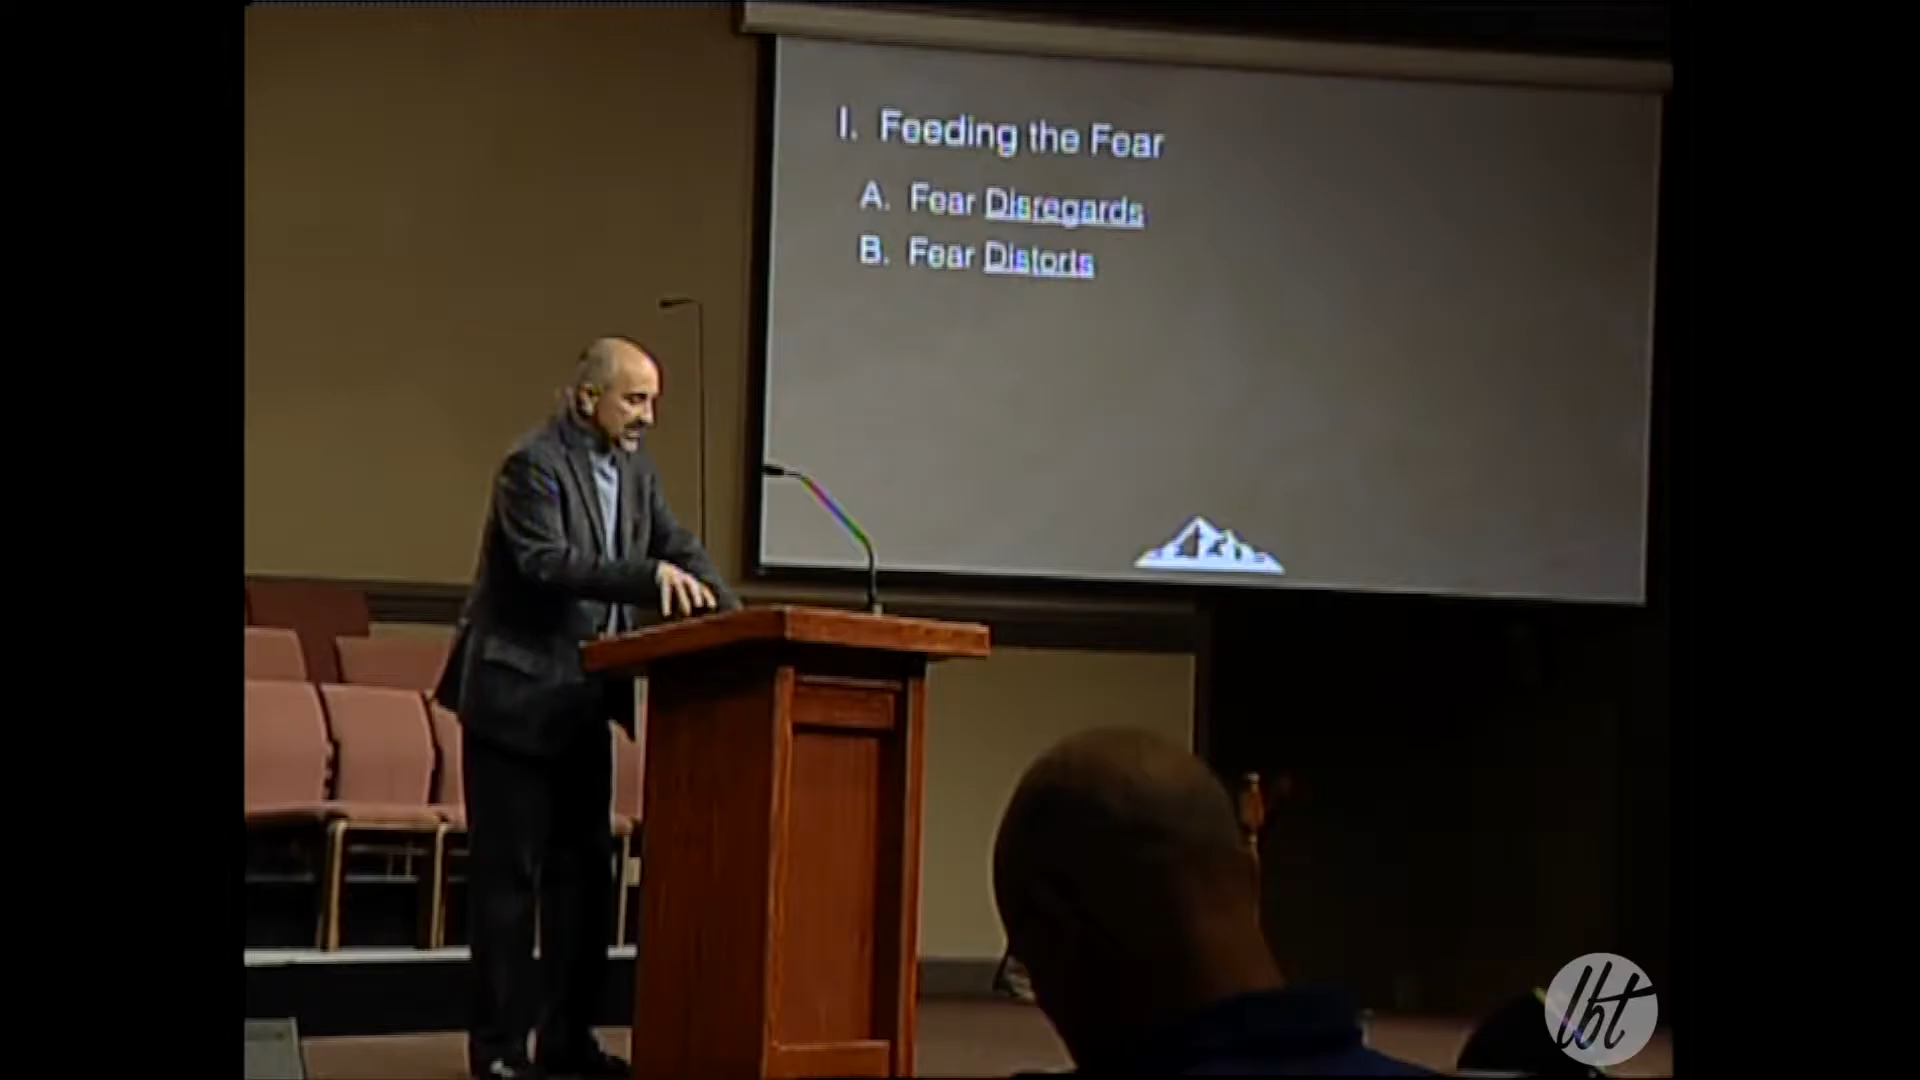 I. Feeding the Fear
A. Fear Disregards
B. Fear Distorts
lbt